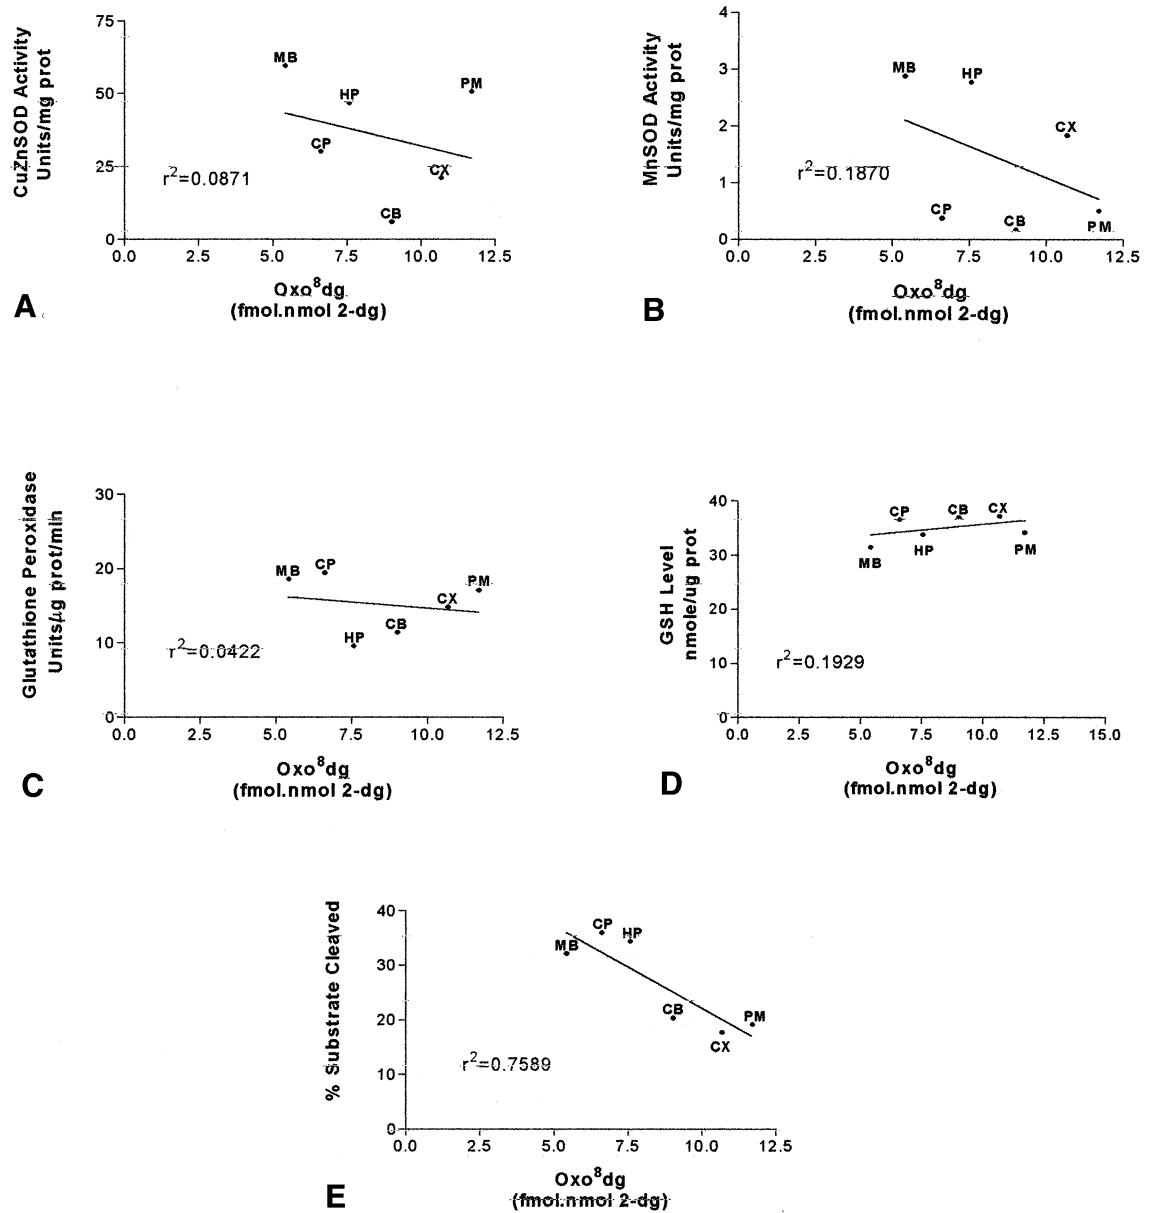 CuZnSOD Activity
Units/mg prot
75
50
25
0
MB
HP
PM
CP
CX
CB
r²=0.0871
0.0 2.5 5.0 7.5 10.0 12.5
Oxo⁸dg
(fmol.nmol 2-dg)
A
MnSOD Activity
Units/mg prot
4
3
2
1
0
MB
HP
CX
CP
CB
PM
r²=0.1870
0.0 2.5 5.0 7.5 10.0 12.5
Oxo⁸dg
(fmol.nmol 2-dg)
B
Glutathione Peroxidase
Units/µg prot/min
30
20
10
0
MB
CP
PM
CX
CB
HP
r²=0.0422
0.0 2.5 5.0 7.5 10.0 12.5
Oxo⁸dg
(fmol.nmol 2-dg)
C
GSH Level
nmole/ug prot
40
30
20
10
0
CP
CB
CX
MB
HP
PM
r²=0.1929
0.0 2.5 5.0 7.5 10.0 12.5 15.0
Oxo⁸dg
(fmol.nmol 2-dg)
D
% Substrate Cleaved
40
30
20
10
0
CP
HP
MB
CB
PM
CX
r²=0.7589
0.0 2.5 5.0 7.5 10.0 12.5
Oxo⁸dg
(fmol.nmol 2-dg)
E